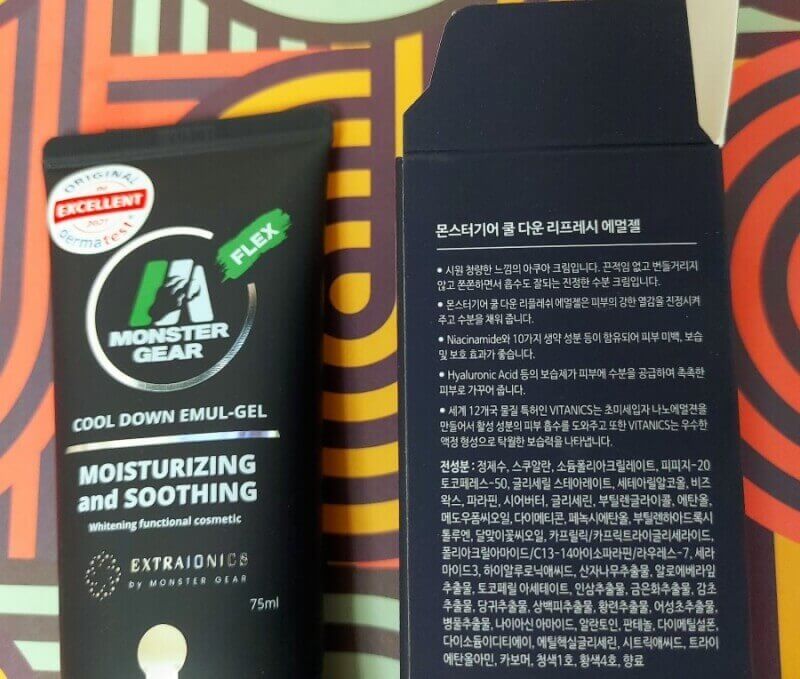 ORIGINAL
by
EXCELLENT
2021
dermatest®
FLEX
MONSTER
GEAR
COOL DOWN EMUL-GEL
MOISTURIZING
and SOOTHING
Whitening functional cosmetic
EXTRAIONICS
by MONSTER GEAR
75ml
몬스터기어 쿨 다운 리프레시 에멀젤
• 시원 청량한 느낌의 아쿠아 크림입니다. 끈적임 없고 번들거리지
않고 쫀쫀하면서 흡수도 잘되는 진정한 수분 크림입니다.
• 몬스터기어 쿨 다운 리플레쉬 에멀젤은 피부의 강한 열감을 진정시켜
주고 수분을 채워 줍니다.
• Niacinamide와 10가지 생약 성분 등이 함유되어 피부 미백, 보습
및 보호 효과가 좋습니다.
• Hyaluronic Acid 등의 보습제가 피부에 수분을 공급하여 촉촉한
피부로 가꾸어 줍니다.
• 세계 12개국 물질 특허인 VITANICS는 초미세입자 나노에멀젼을
만들어서 활성 성분의 피부 흡수를 도와주고 또한 VITANICS는 우수한
액정 형성으로 탁월한 보습력을 나타냅니다.
전성분 : 정제수, 스쿠알란, 소듐폴리아크릴레이트, 피피지-20
토코페레스-50, 글리세릴 스테아레이트, 세테아릴알코올, 비즈
왁스, 파라핀, 시어버터, 글리세린, 부틸렌글라이콜, 에탄올,
메도우폼씨오일, 다이메티콘, 페녹시에탄올, 부틸렌하아드록시
톨루엔, 달맞이꽃씨오일, 카프릴릭/카프릭트라이글리세라이드,
폴리아크릴아마이드/C13-14아이소파라핀/라우레스-7, 세라
마이드3, 하이알루로닉애씨드, 산자나무추출물, 알로에베라잎
추출물, 토코페릴 아세테이트, 인삼추출물, 금은화추출물, 감초
추출물, 당귀추출물, 상백피추출물, 황련추출물, 어성초추출물,
병풀추출물, 나이아신 아마이드, 알란토인, 판테놀, 다이메틸설폰,
다이소듐이디티에이, 에틸헥실글리세린, 시트릭애씨드, 트라이
에탄올아민, 카보머, 청색1호, 황색4호, 향료